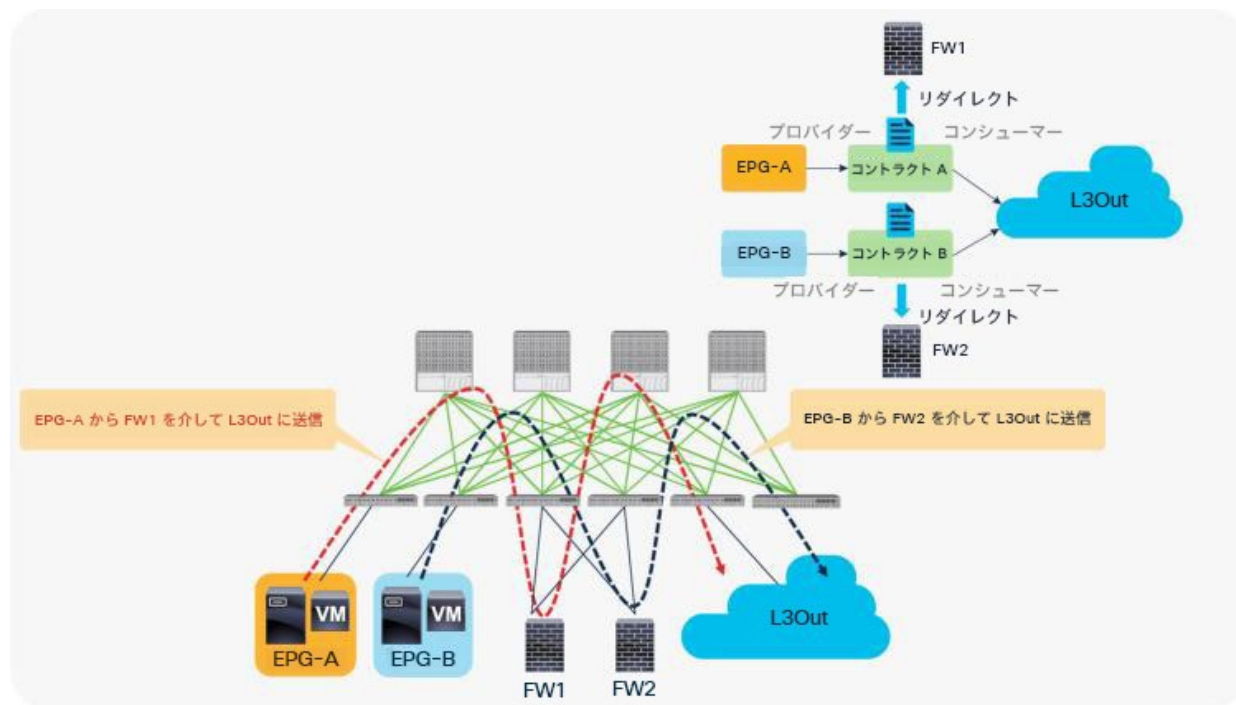 FW1
リダイレクト
プロバイダー
コンシューマー
EPG-A
コントラクト A
L3Out
EPG-B
コントラクト B
プロバイダー
コンシューマー
リダイレクト
FW2
EPG-A から FW1 を介して L3Out に送信
EPG-B から FW2 を介して L3Out に送信
VM
VM
L3Out
EPG-A
EPG-B
FW1
FW2